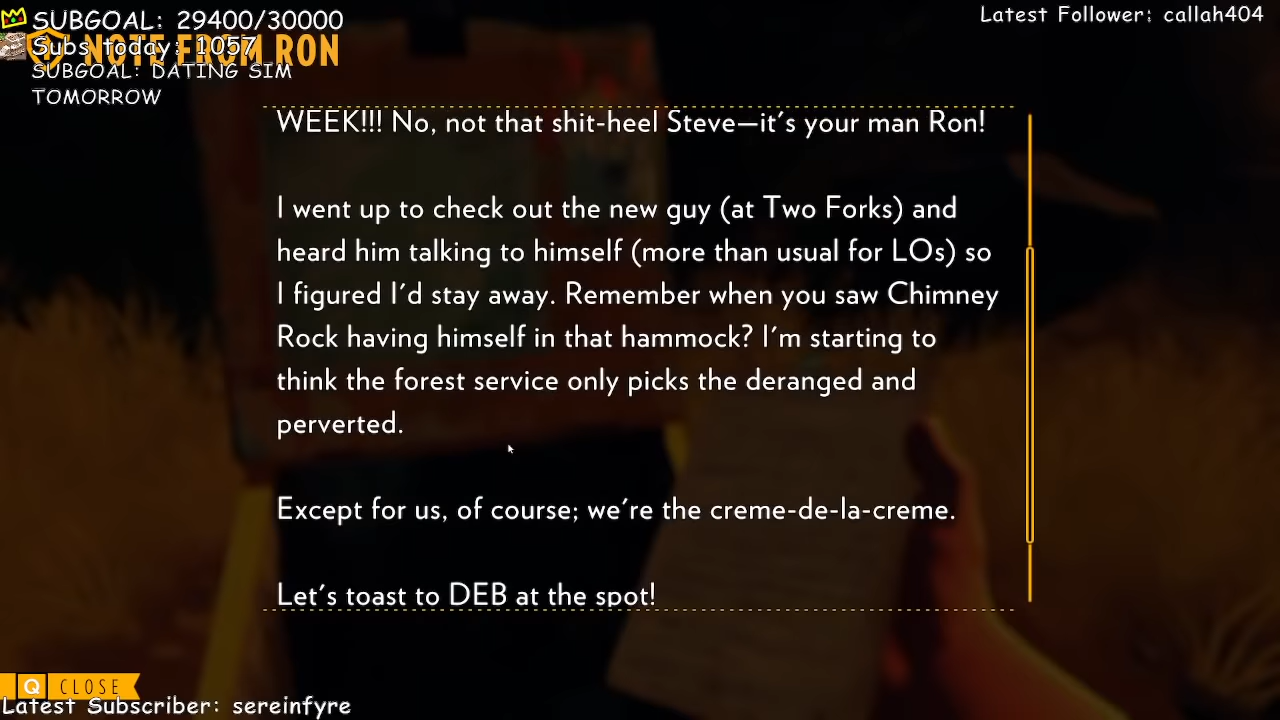 SUBGOAL: 29400/30000
Latest Follower: callah404
Subs today: 1057
NOTE FROM RON
SUBGOAL: DATING SIM
TOMORROW
WEEK!!! No, not that shit-heel Steve—it's your man Ron!
I went up to check out the new guy (at Two Forks) and
heard him talking to himself (more than usual for LOs) so
I figured I'd stay away. Remember when you saw Chimney
Rock having himself in that hammock? I'm starting to
think the forest service only picks the deranged and
perverted.
Except for us, of course; we're the creme-de-la-creme.
Let's toast to DEB at the spot!
Q CLOSE
Latest Subscriber: sereinfyre